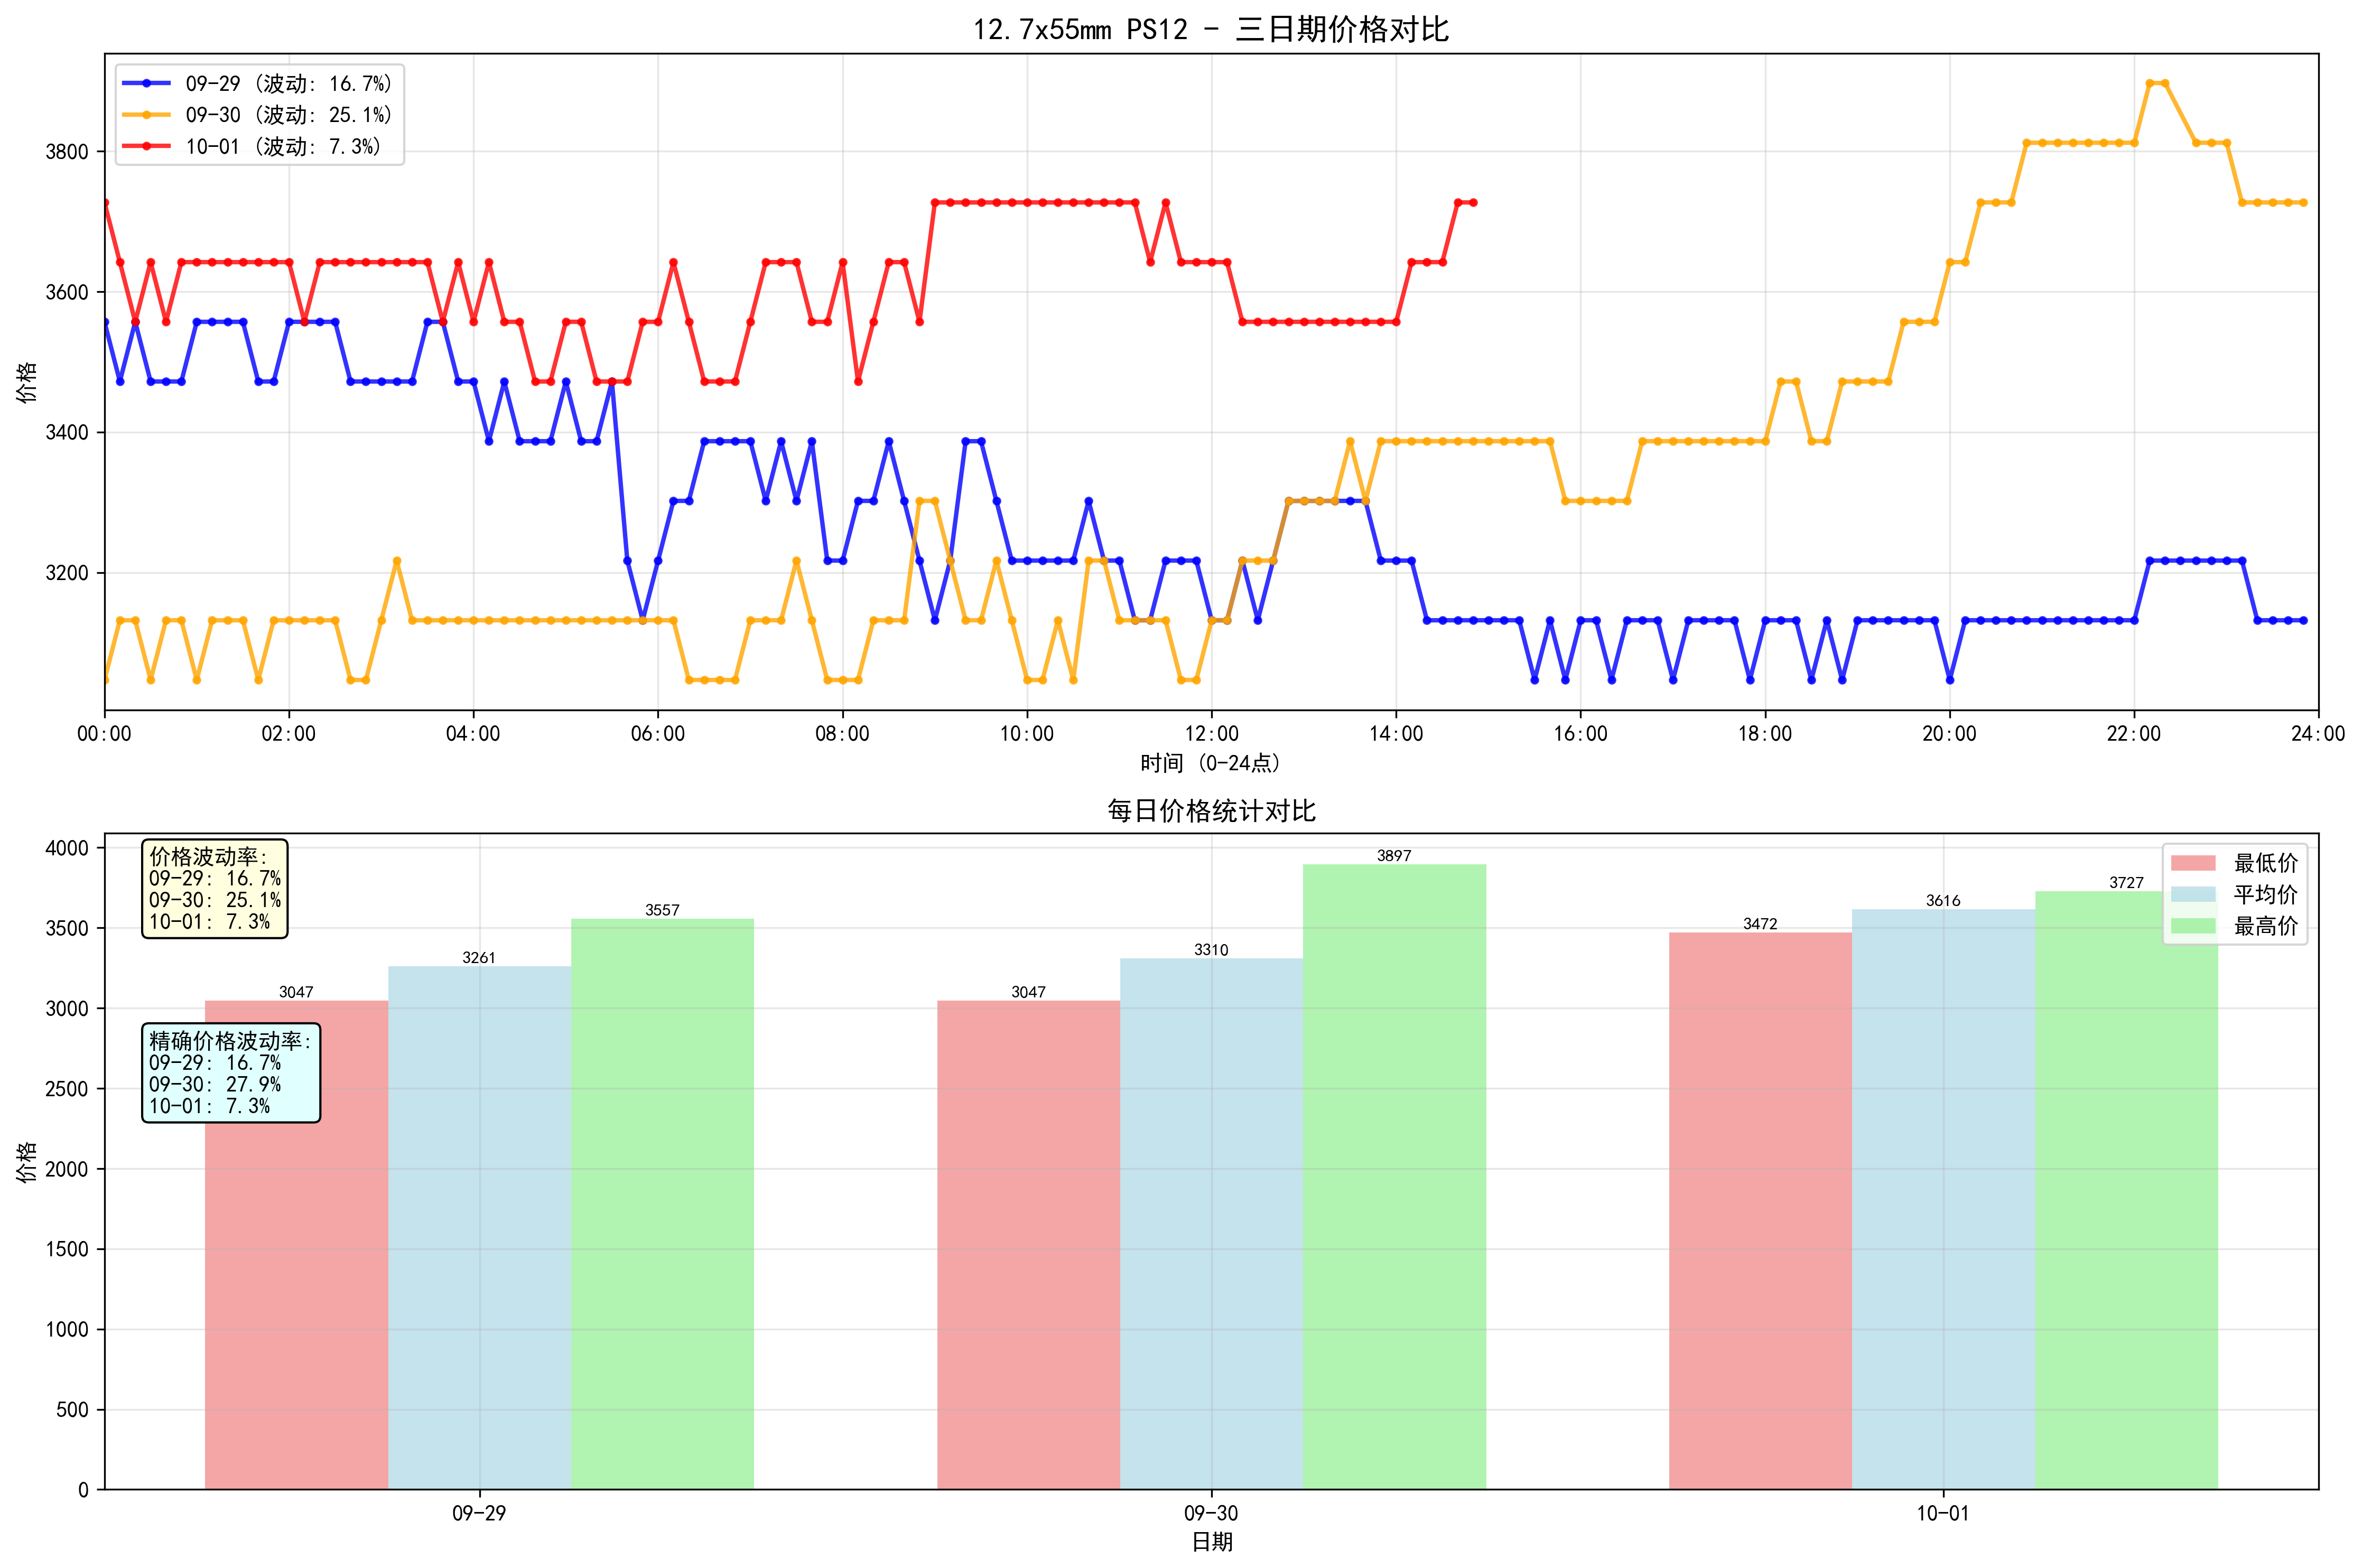 12.7x55mm PS12 - 三日期价格对比
09-29 (波动: 16.7%)
09-30 (波动: 25.1%)
10-01 (波动: 7.3%)
价格
3800
3600
3400
3200
00:00 02:00 04:00 06:00 08:00 10:00 12:00 14:00 16:00 18:00 20:00 22:00 24:00
时间 (0-24点)
每日价格统计对比
价格波动率:
09-29: 16.7%
09-30: 25.1%
10-01: 7.3%
精确价格波动率:
09-29: 16.7%
09-30: 27.9%
10-01: 7.3%
最低价
平均价
最高价
价格
4000
3500
3000
2500
2000
1500
1000
500
0
3047
3261
3557
3047
3310
3897
3472
3616
3727
09-29 09-30 10-01
日期